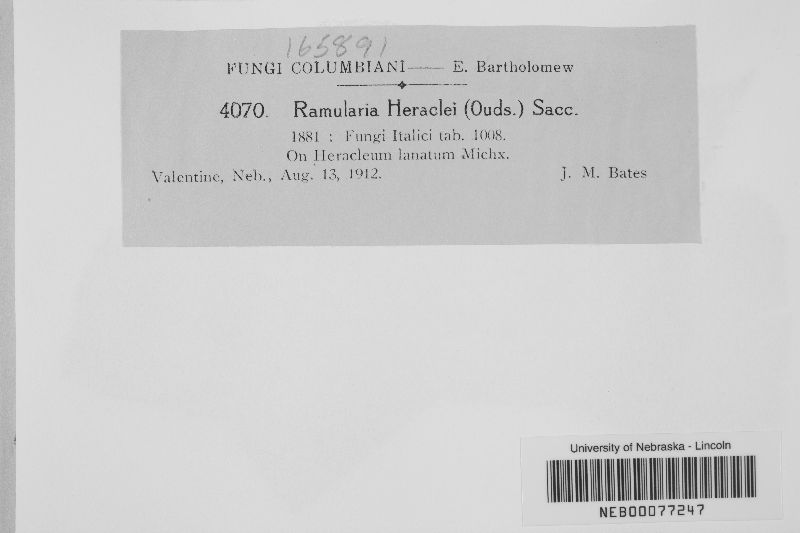 165891
FUNGI COLUMBIANI—— E. Bartholomew
4070. Ramularia Heraclei (Ouds.) Sacc.
1881 : Fungi Italici tab. 1008.
On Heracleum lanatum Michx.
Valentine, Neb., Aug. 13, 1912. J. M. Bates
University of Nebraska - Lincoln
NEB00077247